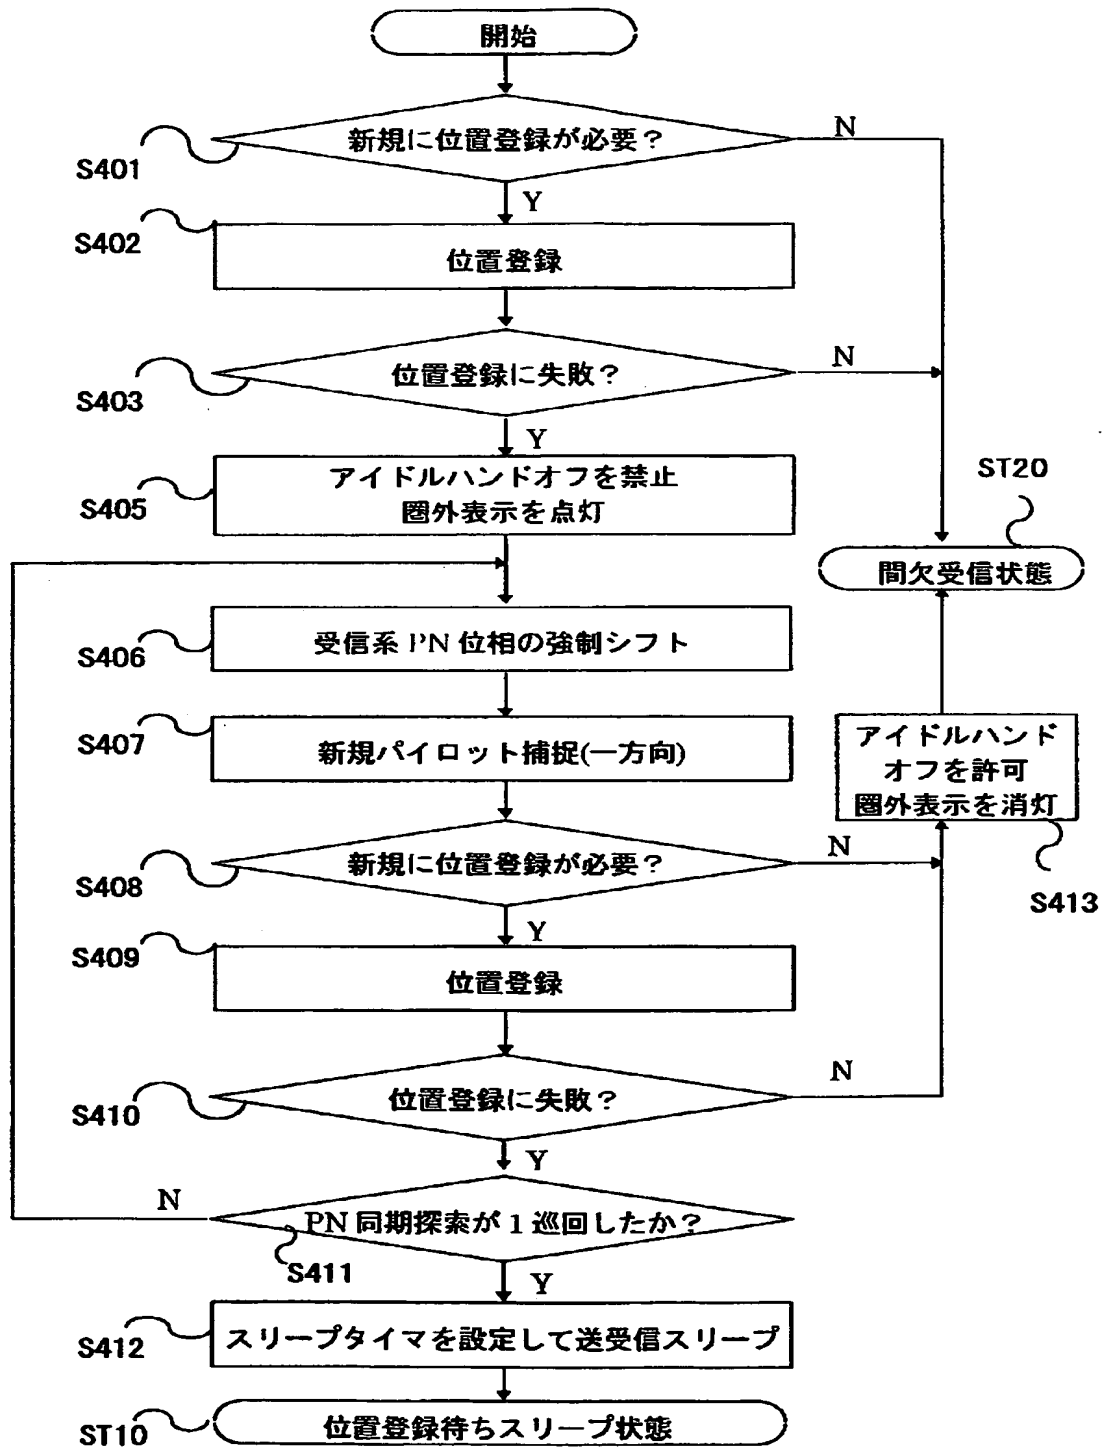 開始
新規に位置登録が必要？
N
S401
Y
S402
位置登録
位置登録に失敗？
N
S403
Y
アイドルハンドオフを禁止
圏外表示を点灯
S405
ST20
間欠受信状態
受信系 PN 位相の強制シフト
S406
新規パイロット捕捉(一方向)
S407
アイドルハンド
オフを許可
圏外表示を消灯
S413
新規に位置登録が必要？
N
S408
Y
S409
位置登録
位置登録に失敗？
N
S410
Y
PN 同期探索が 1 巡回したか？
N
S411
Y
スリープタイマを設定して送受信スリープ
S412
位置登録待ちスリープ状態
ST10